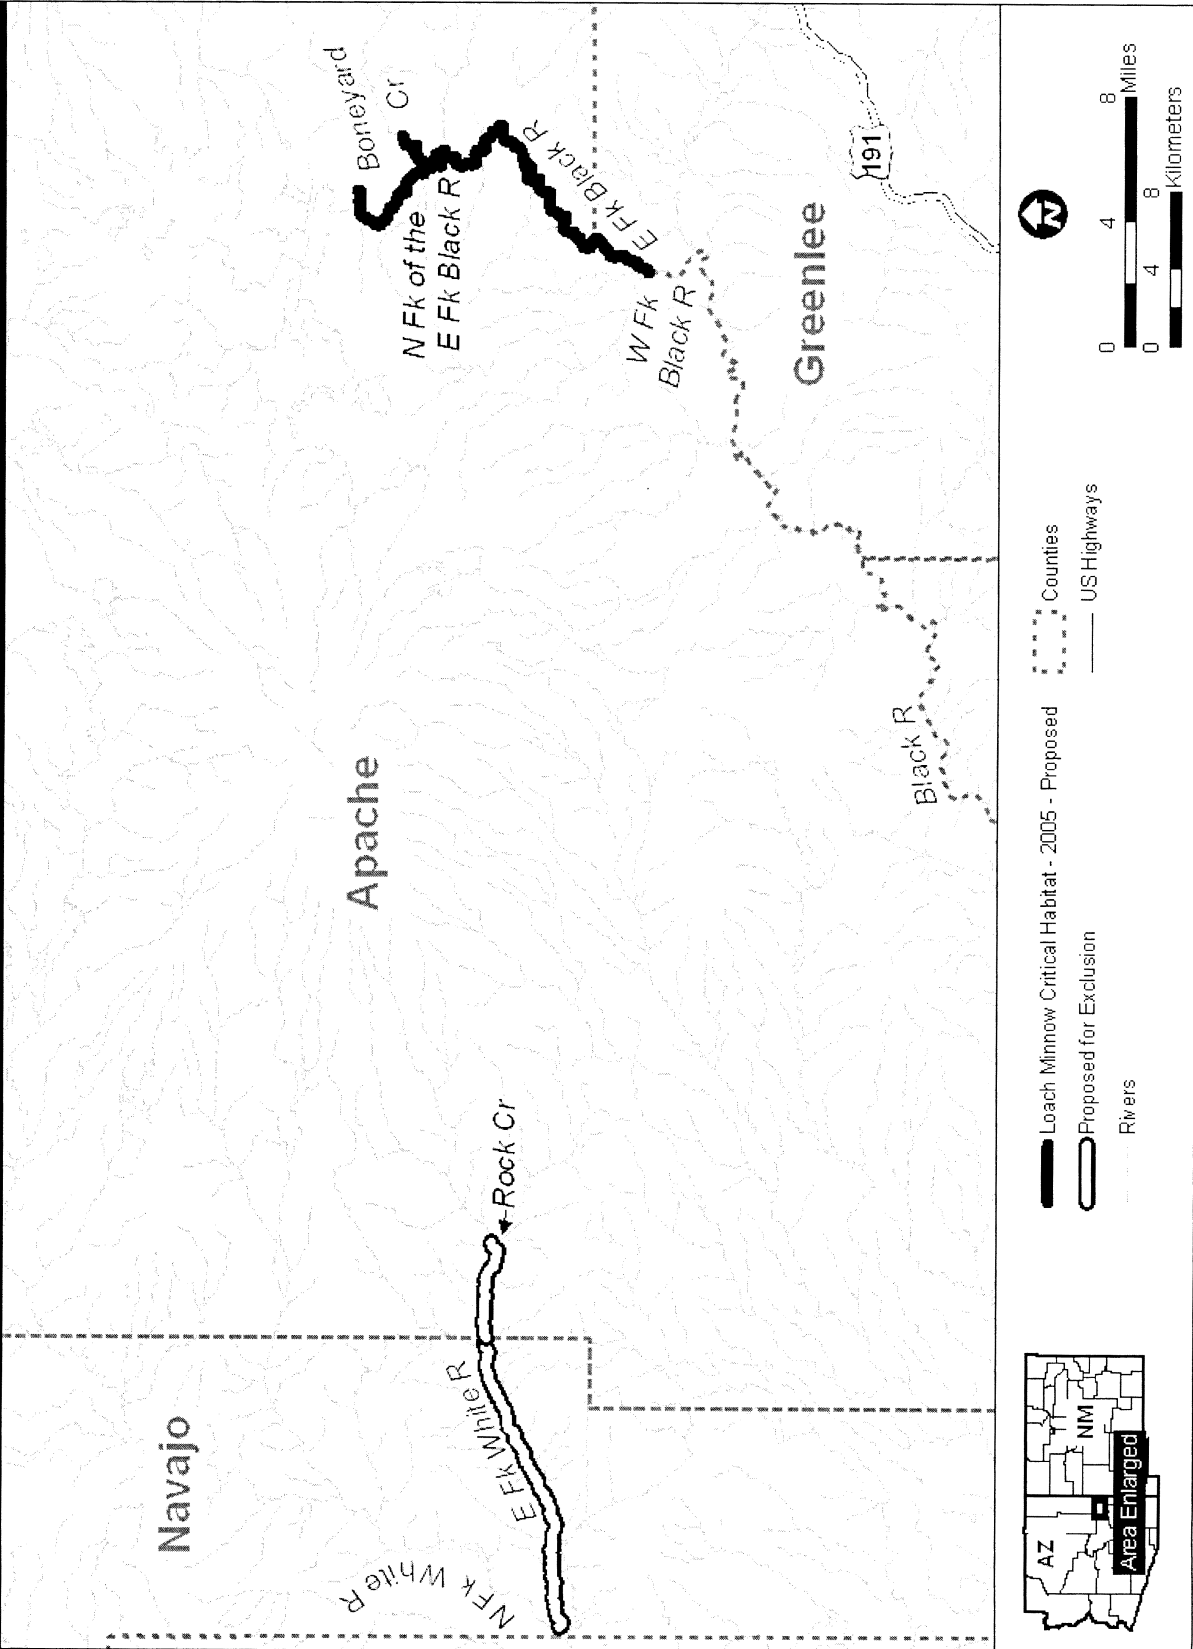 Navajo
Apache
Greenlee
Boneyard
Cr
N Fk of the
E Fk Black R
E Fk Black R
W Fk
Black R
Black R
191
Rock Cr
E Fk White R
N Fk White R
N
0 4 8 Miles
0 4 8 Kilometers
Loach Minnow Critical Habitat - 2005 - Proposed
Proposed for Exclusion
Rivers
Counties
US Highways
AZ
NM
Area Enlarged